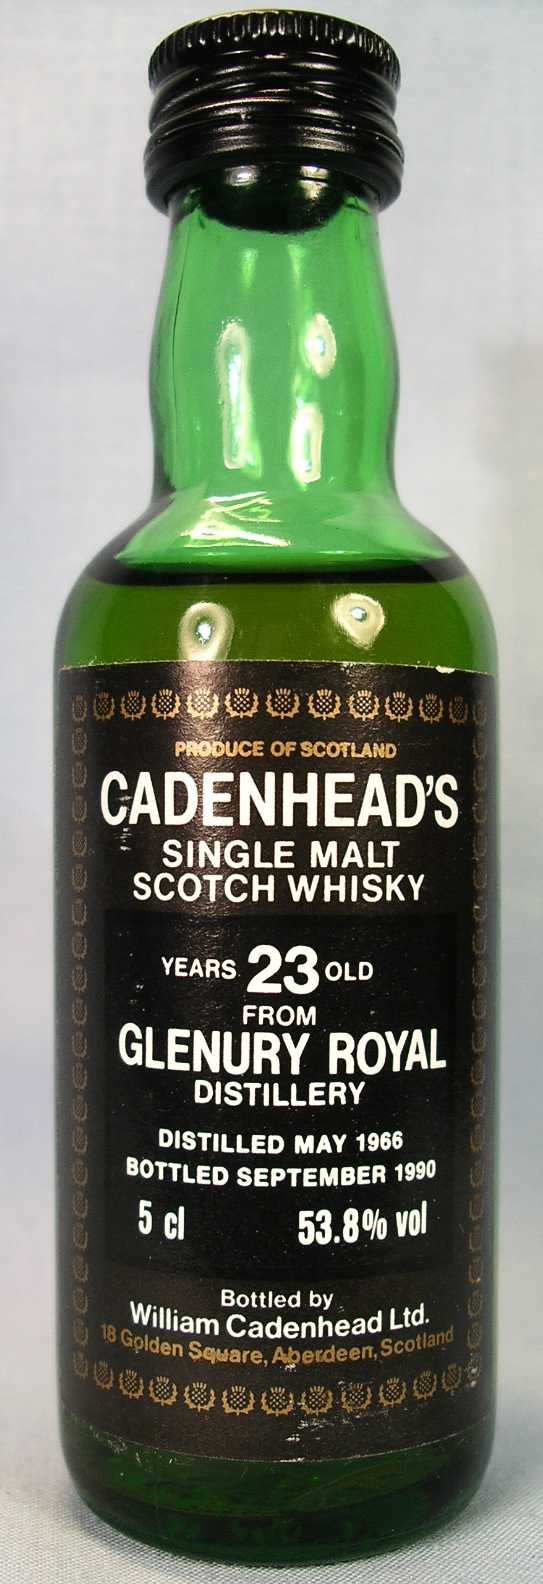 PRODUCE OF SCOTLAND
CADENHEAD'S
SINGLE MALT
SCOTCH WHISKY
YEARS 23 OLD
FROM
GLENURY ROYAL
DISTILLERY
DISTILLED MAY 1966
BOTTLED SEPTEMBER 1990
5 cl 53.8% vol
Bottled by
William Cadenhead Ltd.
18 Golden Square, Aberdeen, Scotland